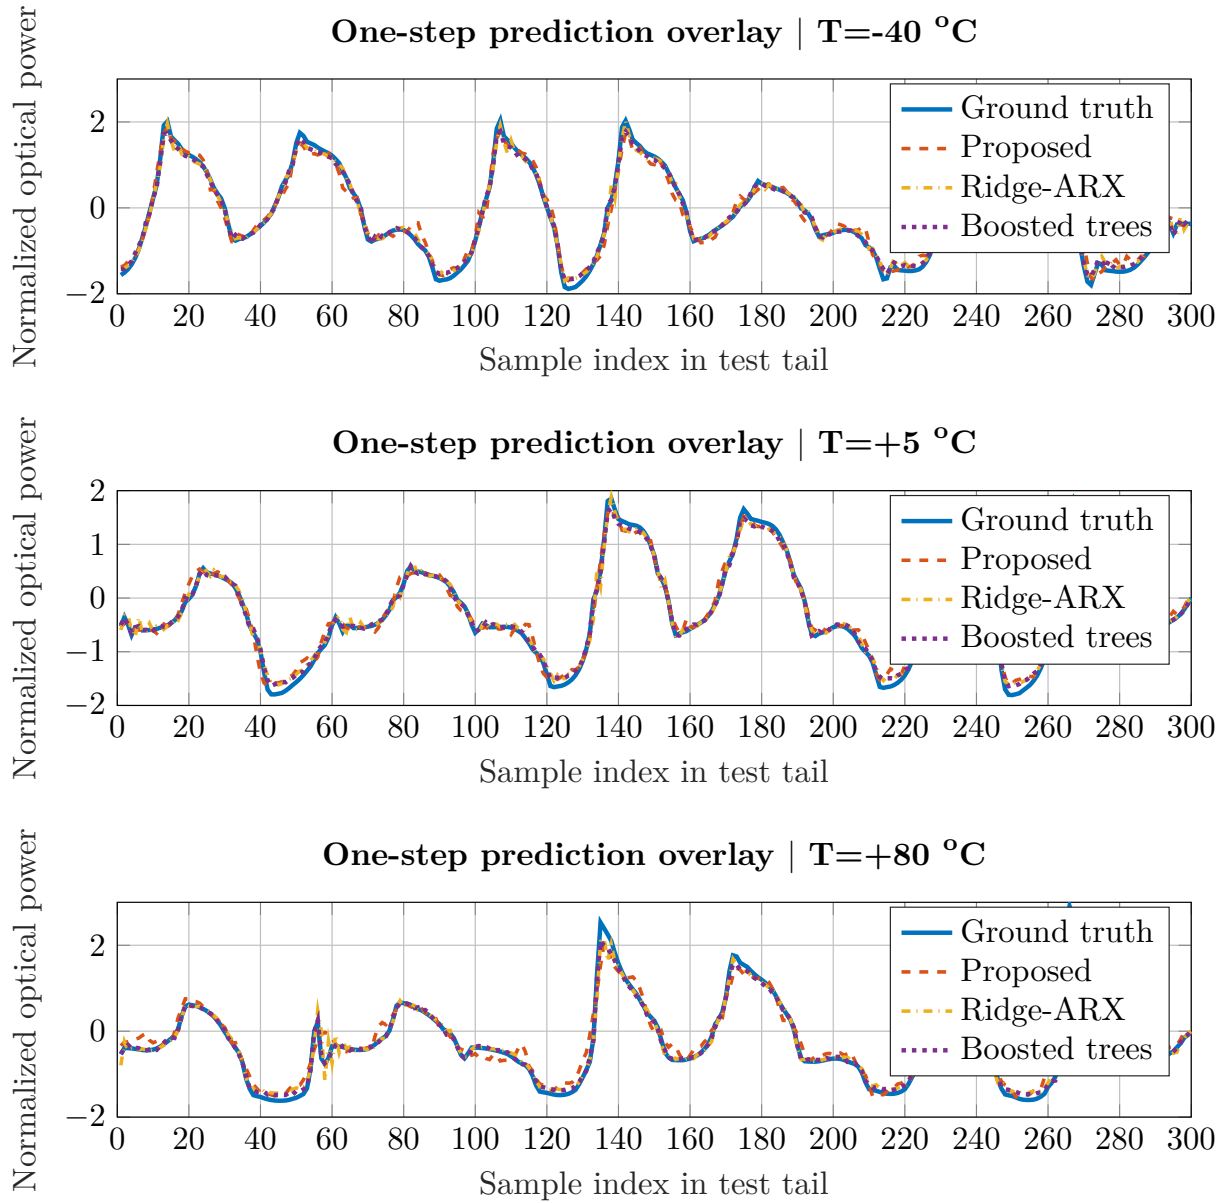 One-step prediction overlay | T=-40 °C
Normalized optical power
2
0
−2
Ground truth
Proposed
Ridge-ARX
Boosted trees
0 20 40 60 80 100 120 140 160 180 200 220 240 260 280 300
Sample index in test tail
One-step prediction overlay | T=+5 °C
Normalized optical power
2
1
0
−1
−2
Ground truth
Proposed
Ridge-ARX
Boosted trees
0 20 40 60 80 100 120 140 160 180 200 220 240 260 280 300
Sample index in test tail
One-step prediction overlay | T=+80 °C
Normalized optical power
2
0
−2
Ground truth
Proposed
Ridge-ARX
Boosted trees
0 20 40 60 80 100 120 140 160 180 200 220 240 260 280 300
Sample index in test tail